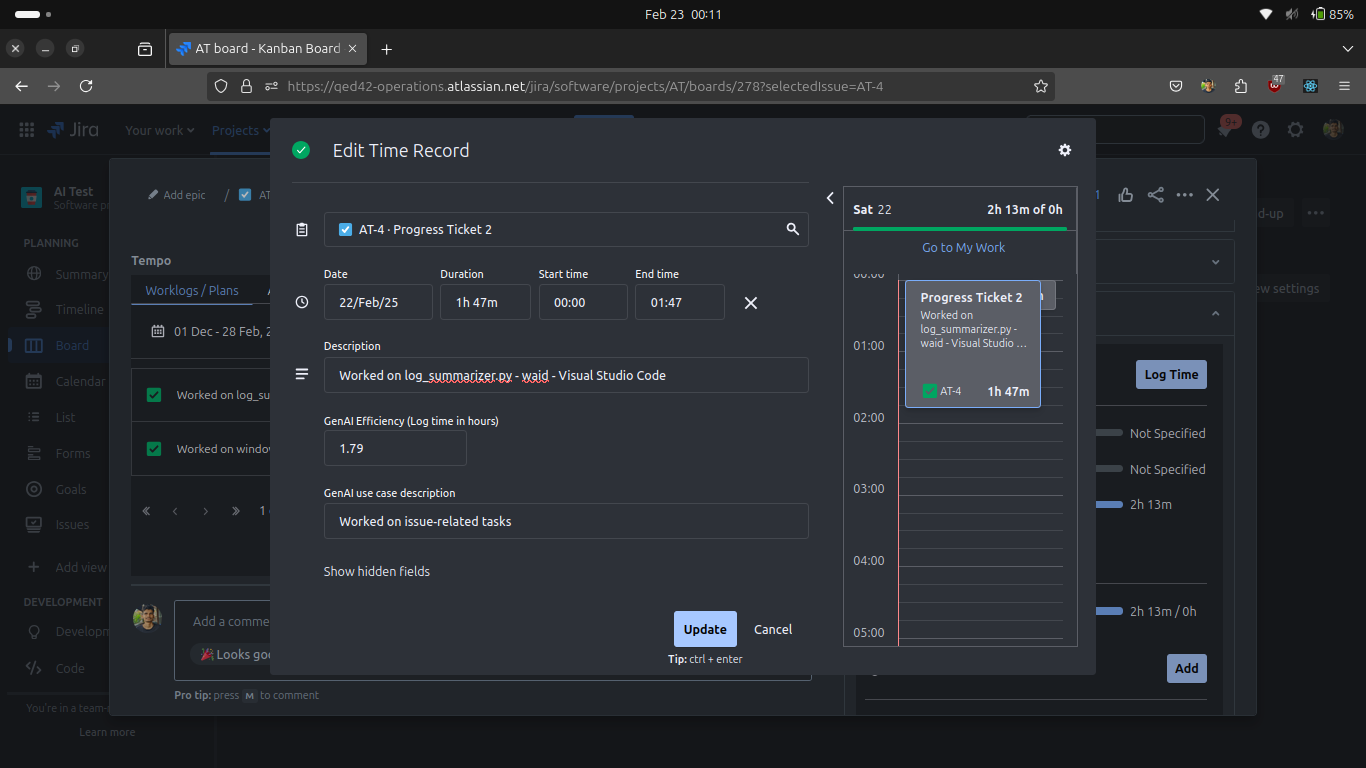 Feb 23 00:11
85%
AT board - Kanban Board
https://qed42-operations.atlassian.net/jira/software/projects/AT/boards/278?selectedIssue=AT-4
47
Jira
Your work
Projects
9+
AI Test
Software
PLANNING
Summary
Timeline
Board
Calendar
List
Forms
Goals
Issues
Add view
DEVELOPMENT
Code
You're in a team-
Learn more
Add epic
/
AT
Tempo
Worklogs / Plans
01 Dec - 28 Feb, 2
Worked on log_su
Worked on window
1
Add a comme
🎉 Looks goo
Pro tip: press M to comment
Edit Time Record
AT-4 · Progress Ticket 2
Date
Duration
Start time
End time
22/Feb/25
1h 47m
00:00
01:47
Description
Worked on log_summarizer.py - waid - Visual Studio Code
GenAI Efficiency (Log time in hours)
1.79
GenAI use case description
Worked on issue-related tasks
Show hidden fields
Update
Cancel
Tip: ctrl + enter
Sat 22
2h 13m of 0h
Go to My Work
00:00
Progress Ticket 2
Worked on
log_summarizer.py -
waid - Visual Studio ...
AT-4
1h 47m
01:00
02:00
03:00
04:00
05:00
1
settings
Log Time
Not Specified
Not Specified
2h 13m
2h 13m / 0h
Add